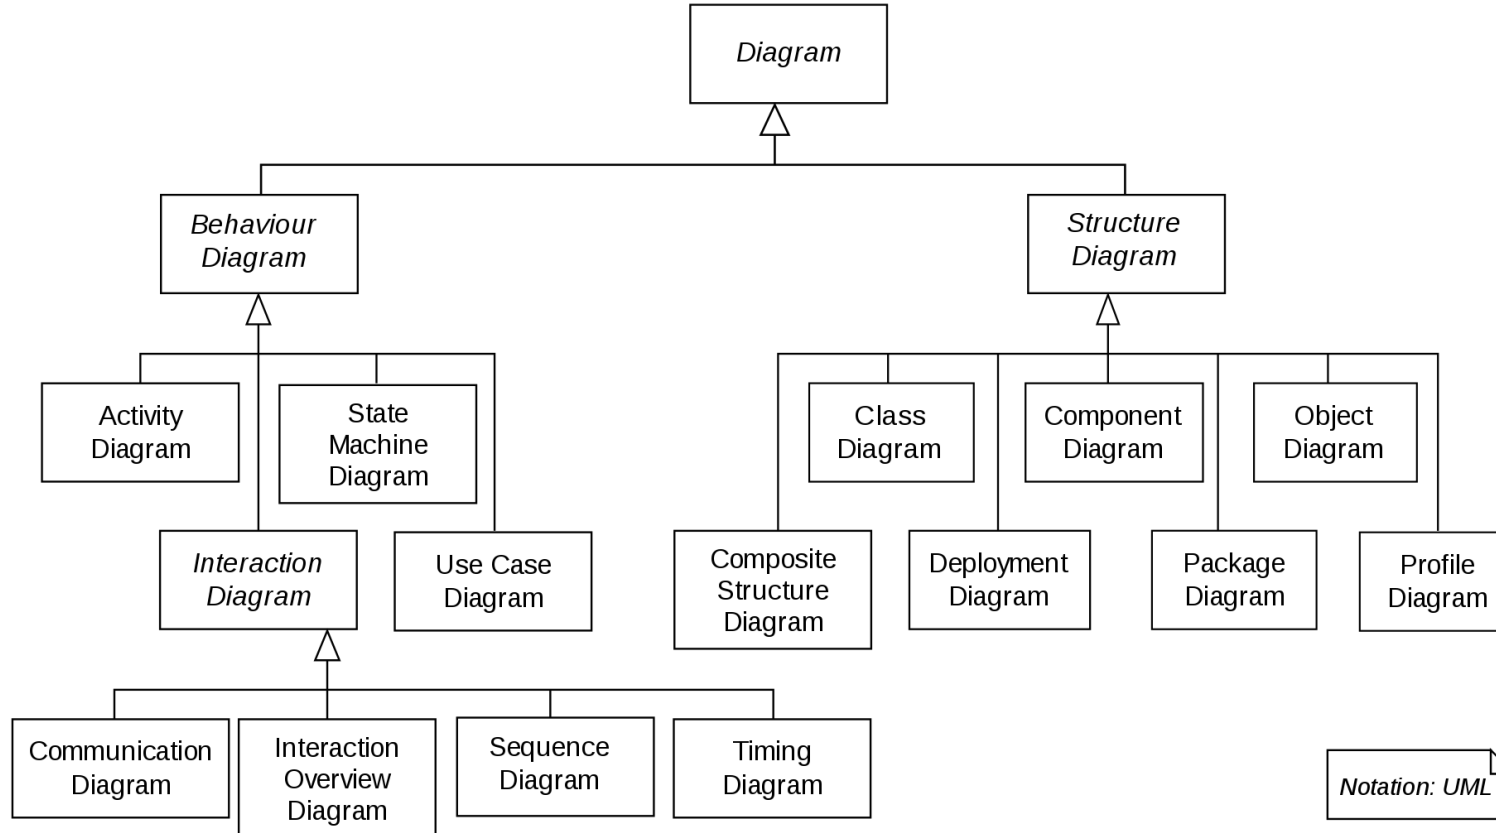 Diagram
Behaviour
Diagram
Structure
Diagram
Activity
Diagram
State
Machine
Diagram
Class
Diagram
Component
Diagram
Object
Diagram
Interaction
Diagram
Use Case
Diagram
Composite
Structure
Diagram
Deployment
Diagram
Package
Diagram
Profile
Diagram
Communication
Diagram
Interaction
Overview
Diagram
Sequence
Diagram
Timing
Diagram
Notation: UML